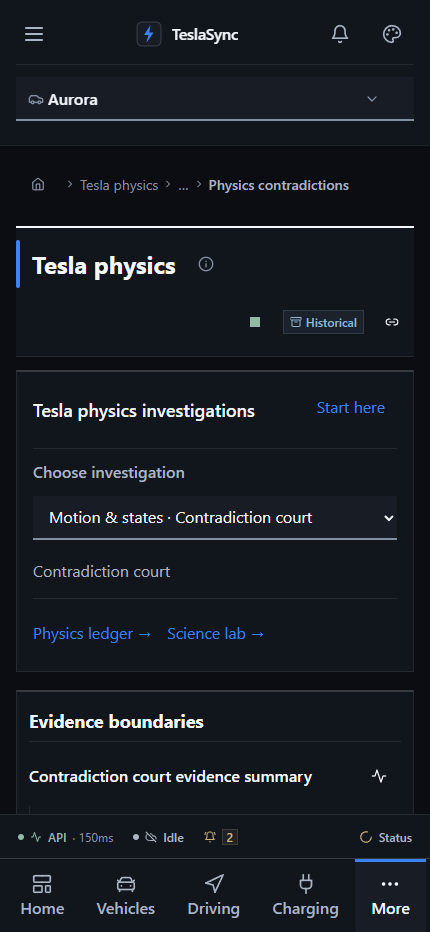 TeslaSync
Aurora
Tesla physics
...
Physics contradictions
Tesla physics
Historical
Tesla physics investigations
Start here
Choose investigation
Motion & states · Contradiction court
Contradiction court
Physics ledger → Science lab →
Evidence boundaries
Contradiction court evidence summary
API · 150ms Idle 2 Status
Home Vehicles Driving Charging More